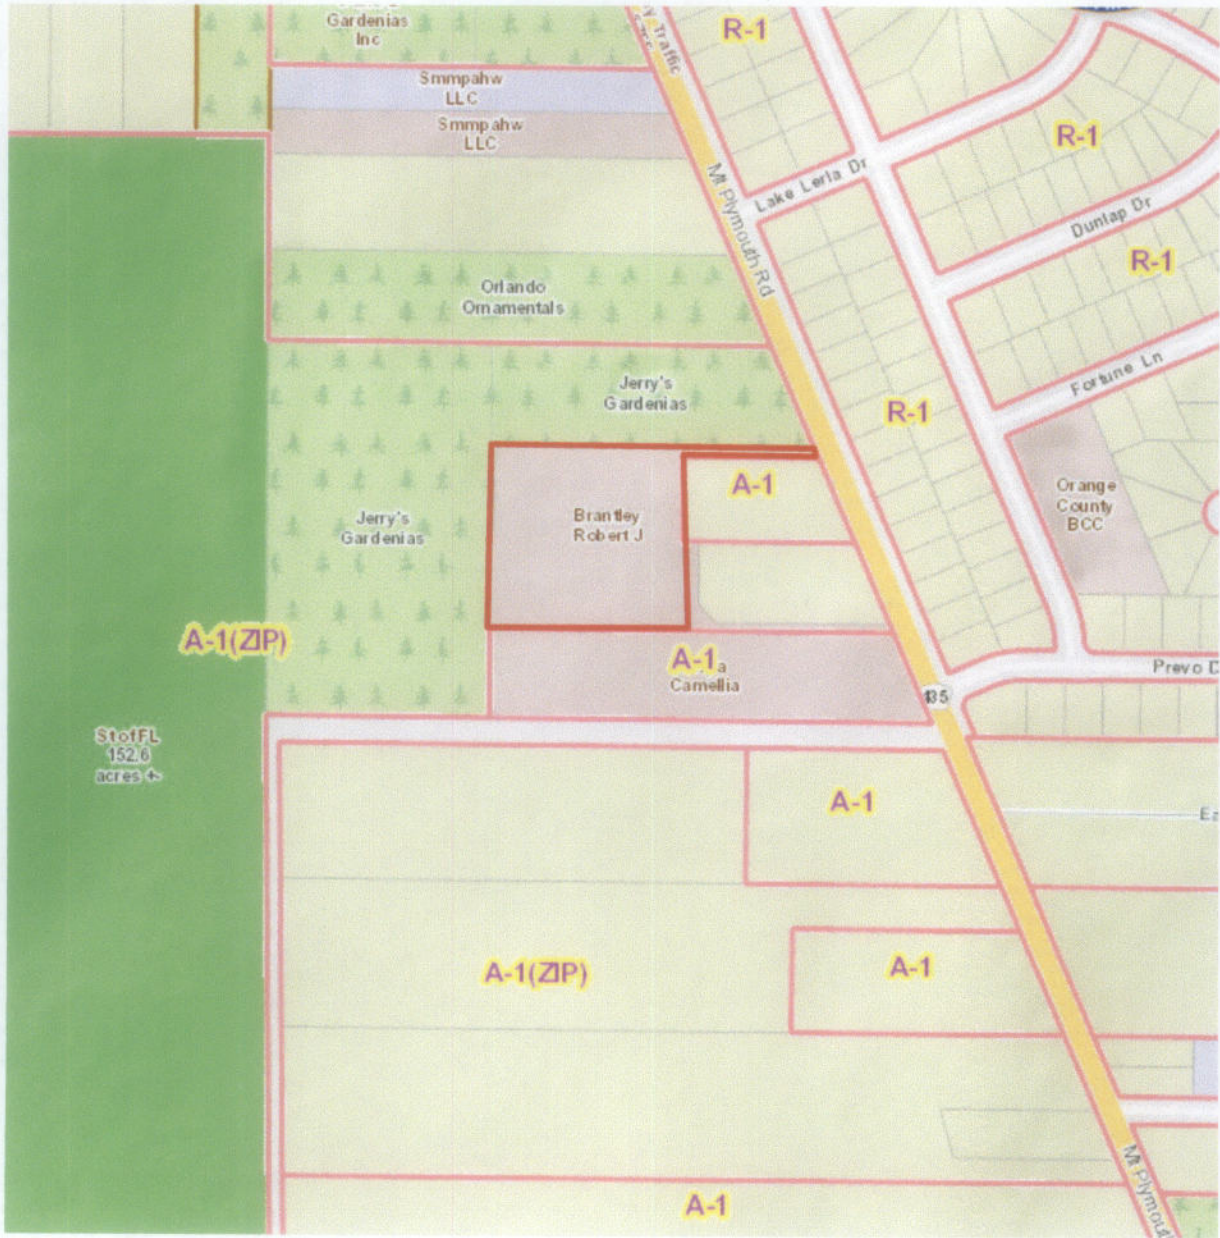 Gardenias
Inc
y Traffic
R-1
Smmpahw
LLC
Smmpahw
LLC
R-1
Mt Plymouth Rd
Lake Lerla Dr
Dunlap Dr
R-1
Orlando
Ornamentals
Fortune Ln
Jerry's
Gardenias
R-1
A-1
Brantley
Robert J
Jerry's
Gardenias
Orange
County
BCC
A-1(ZIP)
A-1a
Camellia
Prevo D
435
StofFL
152.6
acres +-
A-1
Ea
A-1(ZIP)
A-1
Mt Plymouth
A-1